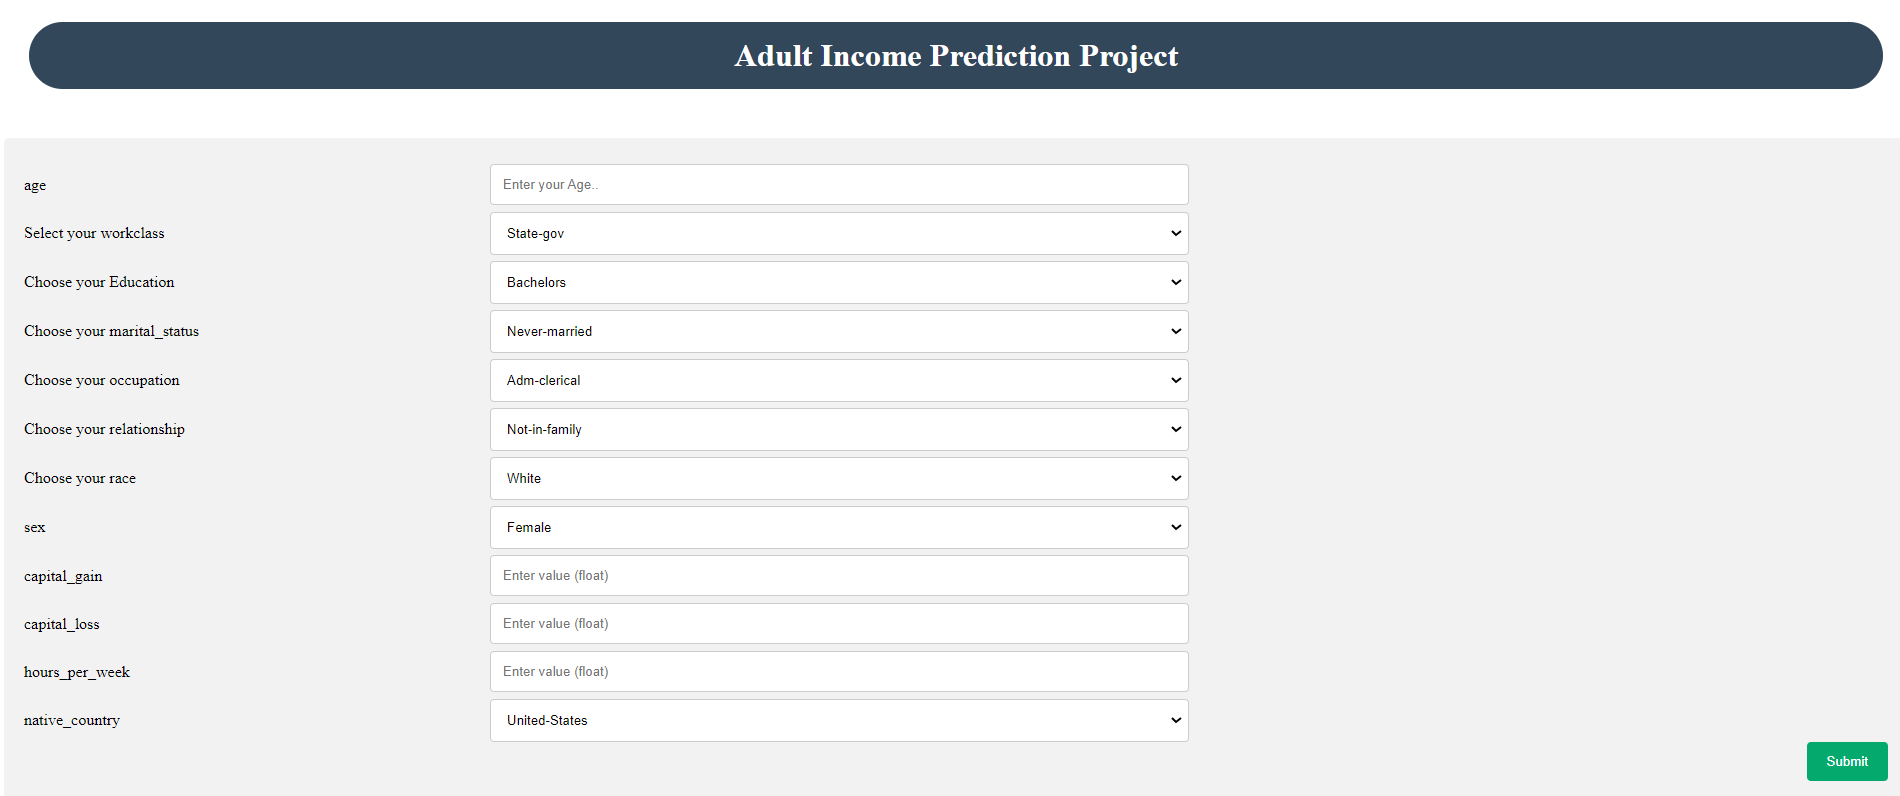 Adult Income Prediction Project
age
Enter your Age..
Select your workclass
State-gov
Choose your Education
Bachelors
Choose your marital_status
Never-married
Choose your occupation
Adm-clerical
Choose your relationship
Not-in-family
Choose your race
White
sex
Female
capital_gain
Enter value (float)
capital_loss
Enter value (float)
hours_per_week
Enter value (float)
native_country
United-States
Submit